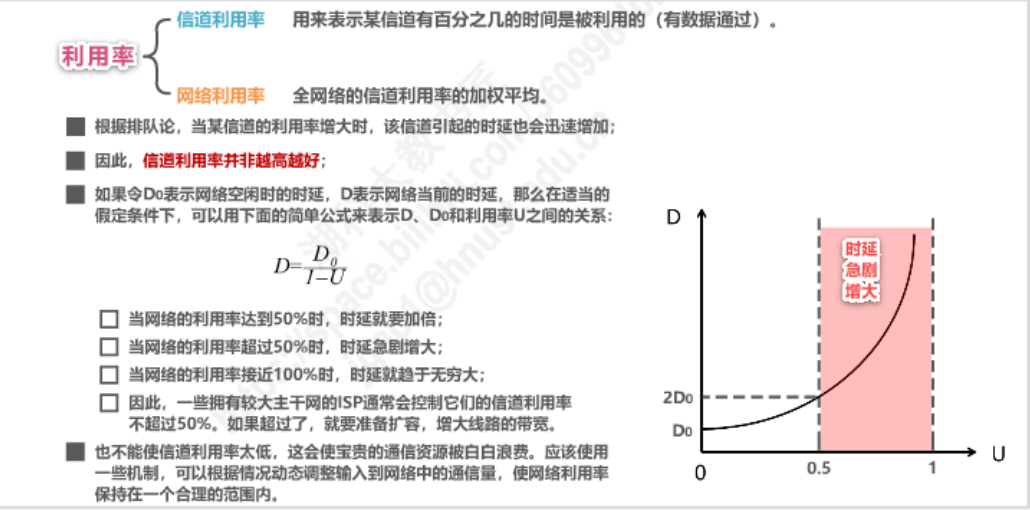 利用率
信道利用率 用来表示某信道有百分之几的时间是被利用的（有数据通过）。
网络利用率 全网络的信道利用率的加权平均。
根据排队论，当某信道的利用率增大时，该信道引起的时延也会迅速增加；
因此，信道利用率并非越高越好；
如果令D0表示网络空闲时的时延，D表示网络当前的时延，那么在适当的
假定条件下，可以用下面的简单公式来表示D、D0和利用率U之间的关系：
D=D0/1-U
当网络的利用率达到50%时，时延就要加倍；
当网络的利用率超过50%时，时延急剧增大；
当网络的利用率接近100%时，时延就趋于无穷大；
因此，一些拥有较大主干网的ISP通常会控制它们的信道利用率
不超过50%。如果超过了，就要准备扩容，增大线路的带宽。
也不能使信道利用率太低，这会使宝贵的通信资源被白白浪费。应该使用
一些机制，可以根据情况动态调整输入到网络中的通信量，使网络利用率
保持在一个合理的范围内。
D
时延
急剧
增大
2D0
D0
0
0.5
1
U